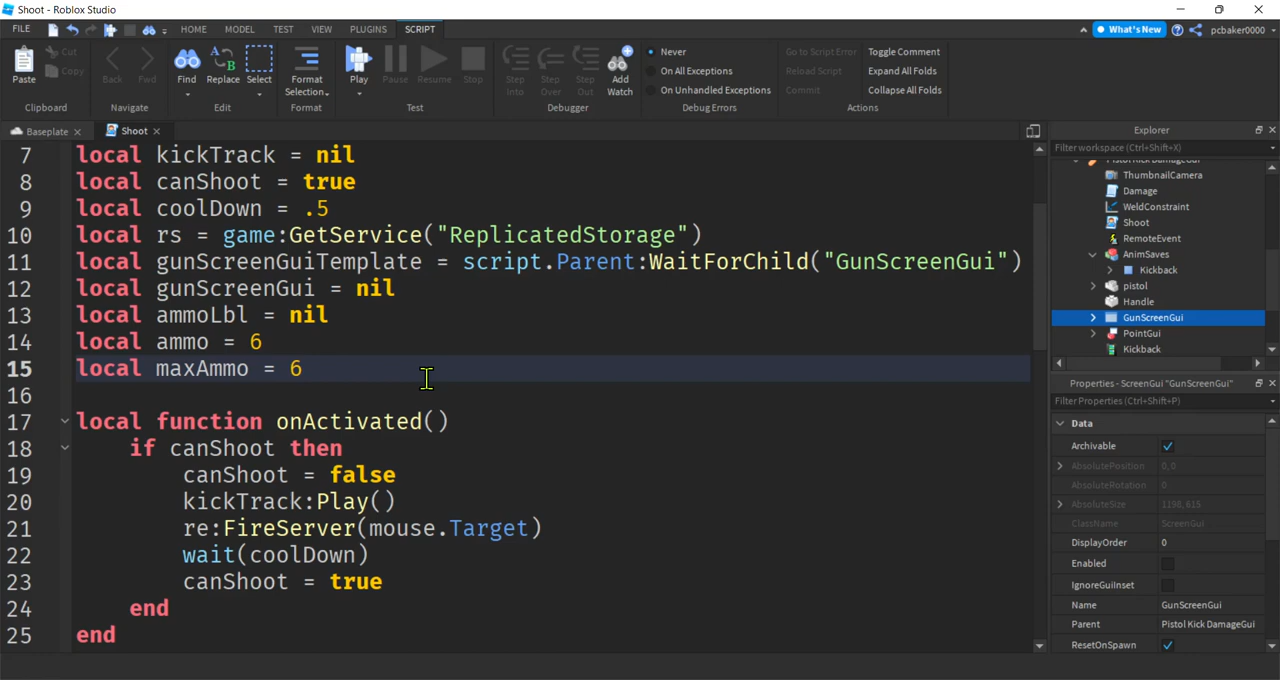 Shoot - Roblox Studio
FILE HOME MODEL TEST VIEW PLUGINS SCRIPT What's New pcbaker0000
Paste Cut Copy
Back Fwd
Find Replace Select
Format Selection
Play Pause Resume Stop
Step Into Step Over Step Out Add Watch
Never
On All Exceptions
On Unhandled Exceptions
Go to Script Error
Reload Script
Commit
Toggle Comment
Expand All Folds
Collapse All Folds
Clipboard Navigate Edit Format Test Debugger Debug Errors Actions
Baseplate Shoot
7 local kickTrack = nil
8 local canShoot = true
9 local coolDown = .5
10 local rs = game:GetService("ReplicatedStorage")
11 local gunScreenGuiTemplate = script.Parent:WaitForChild("GunScreenGui")
12 local gunScreenGui = nil
13 local ammoLbl = nil
14 local ammo = 6
15 local maxAmmo = 6
16
17 local function onActivated()
18 if canShoot then
19 canShoot = false
20 kickTrack:Play()
21 re:FireServer(mouse.Target)
22 wait(coolDown)
23 canShoot = true
24 end
25 end
Explorer
Filter workspace (Ctrl+Shift+X)
Pistol Kick DamageGui
ThumbnailCamera
Damage
WeldConstraint
Shoot
RemoteEvent
AnimSaves
Kickback
pistol
Handle
GunScreenGui
PointGui
Kickback
Properties - ScreenGui "GunScreenGui"
Filter Properties (Ctrl+Shift+P)
Data
Archivable
AbsolutePosition 0, 0
AbsoluteRotation 0
AbsoluteSize 1198, 615
ClassName ScreenGui
DisplayOrder 0
Enabled
IgnoreGuiInset
Name GunScreenGui
Parent Pistol Kick DamageGui
ResetOnSpawn